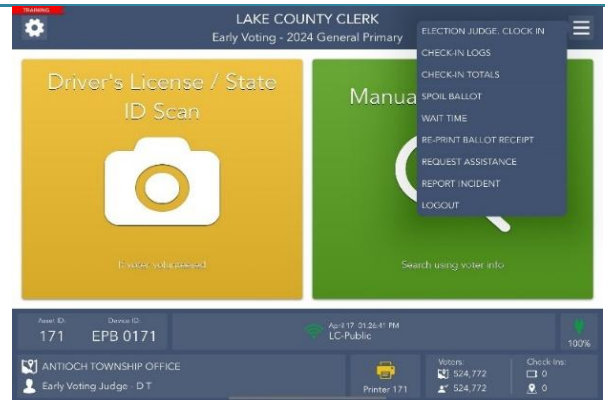 TRAINING
LAKE COUNTY CLERK
Early Voting - 2024 General Primary
ELECTION JUDGE. CLOCK IN
CHECK-IN LOGS
CHECK-IN TOTALS
SPOIL BALLOT
WAIT TIME
RE-PRINT BALLOT RECEIPT
REQUEST ASSISTANCE
REPORT INCIDENT
LOGOUT
Driver's License / State
ID Scan
Manua
Search using voter info
Asset ID: Device ID:
171 EPB 0171
April 17 01:26:41 PM
LC-Public
100%
ANTIOCH TOWNSHIP OFFICE
Early Voting Judge - D T
Printer 171
Voters: Check-Ins:
524,772 0
524,772 0